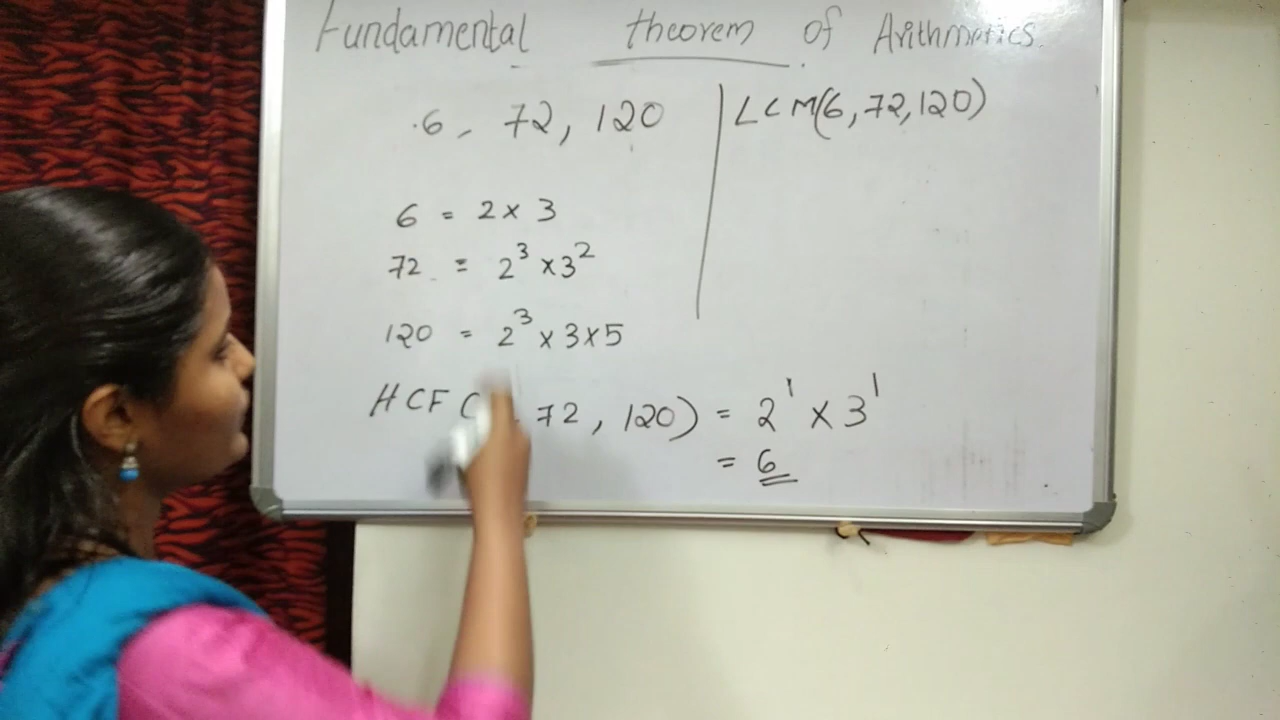 Fundamental theorem of Arithmetics.
6, 72, 120
6 = 2 x 3
72 = 2³ x 3²
120 = 2³ x 3 x 5
HCF ( 72, 120) = 2¹ x 3¹
= 6
LCM(6, 72, 120)